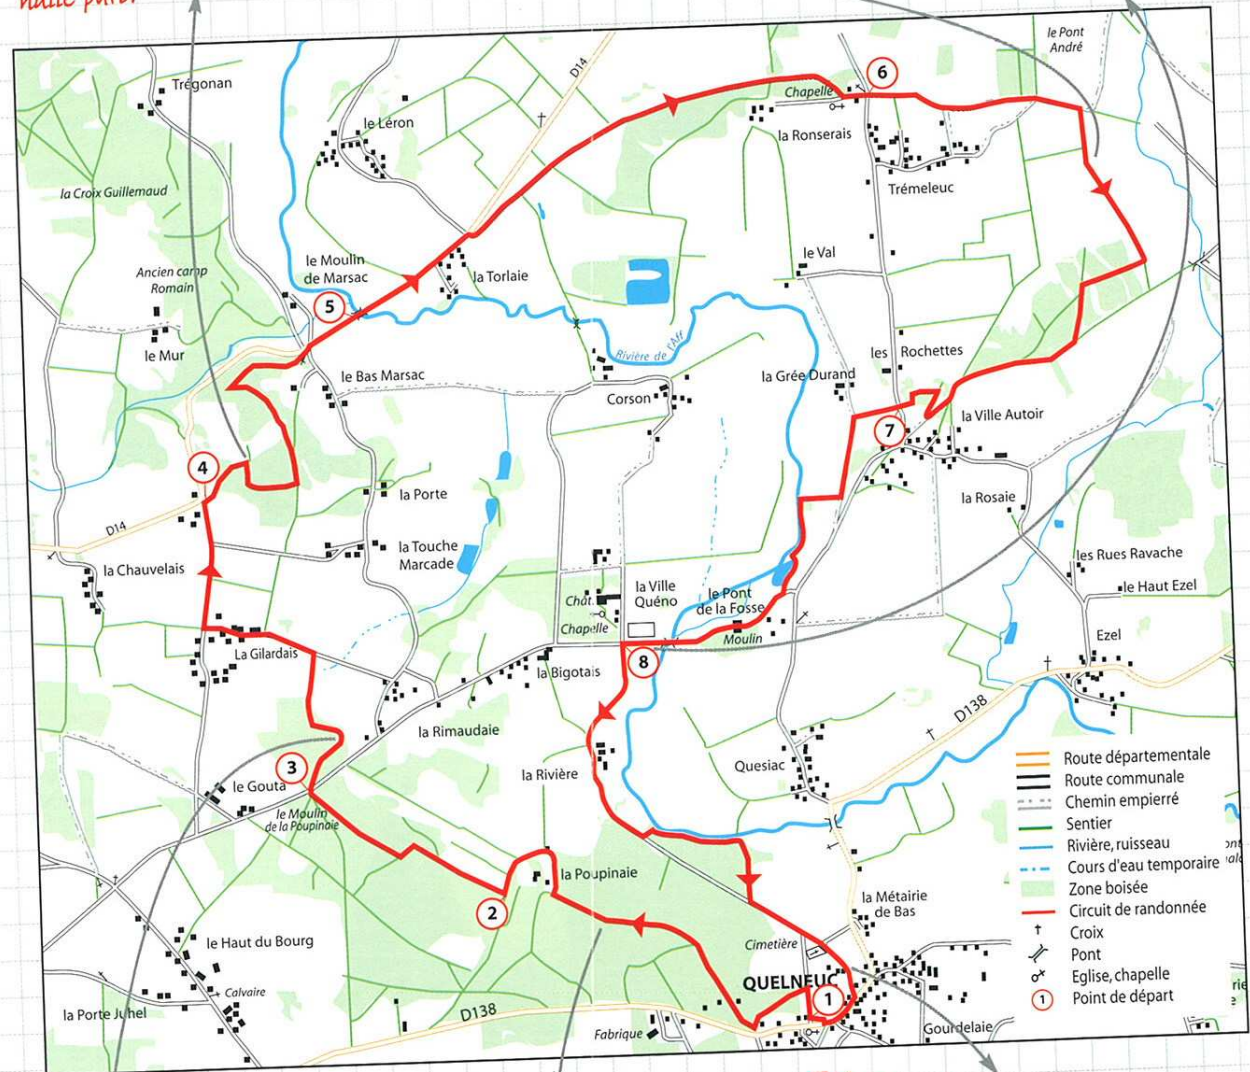 le Pont
André
D14
Trégonan
6
Chapelle
le Léron
la Ronserais
la Croix Guillemaud
Trémeleuc
le Moulin
de Marsac
le Val
Ancien camp
Romain
la Torlaie
5
Rivière de l'Aff
le Mur
les Rochettes
le Bas Marsac
la Grée Durand
Corson
la Ville Autoir
7
4
la Porte
la Rosaie
D14
la Touche
Marcade
les Rues Ravache
la Chauvelais
le Haut Ezel
la Ville
Quéno
le Pont
de la Fosse
Chât.
Chapelle
Moulin
Ezel
La Gilardais
8
la Bigotais
D138
la Rimaudaie
Quesiac
3
la Rivière
le Gouta
le Moulin
de la Poupinaie
Route départementale
Route communale
Chemin empierré
Sentier
Rivière, ruisseau
Cours d'eau temporaire
Zone boisée
Circuit de randonnée
Croix
Pont
Eglise, chapelle
1 Point de départ
la Poupinaie
2
la Métairie
de Bas
le Haut du Bourg
Cimetière
QUELNEUC
Calvaire
1
la Porte Juhel
D138
Fabrique
Gourdelaie